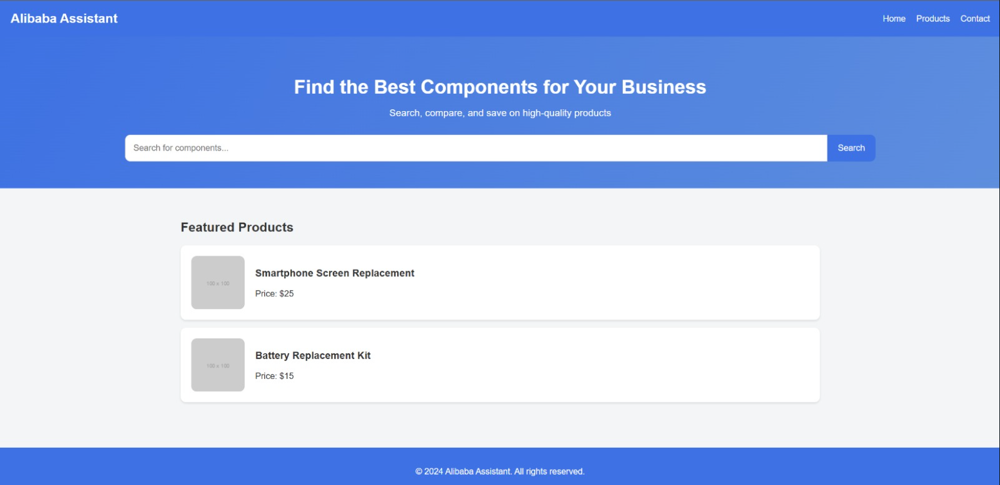 Alibaba Assistant
Home Products Contact
Find the Best Components for Your Business
Search, compare, and save on high-quality products
Search for components...
Search
Featured Products
100 x 100
Smartphone Screen Replacement
Price: $25
100 x 100
Battery Replacement Kit
Price: $15
© 2024 Alibaba Assistant. All rights reserved.